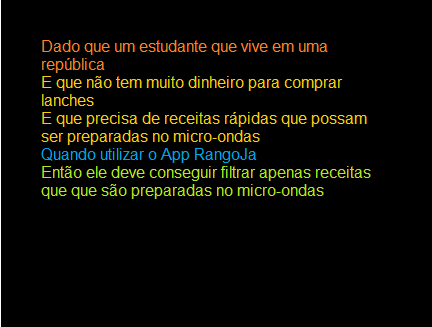 Dado que um estudante que vive em uma
república
E que não tem muito dinheiro para comprar
lanches
E que precisa de receitas rápidas que possam
ser preparadas no micro-ondas
Quando utilizar o App RangoJa
Então ele deve conseguir filtrar apenas receitas
que que são preparadas no micro-ondas